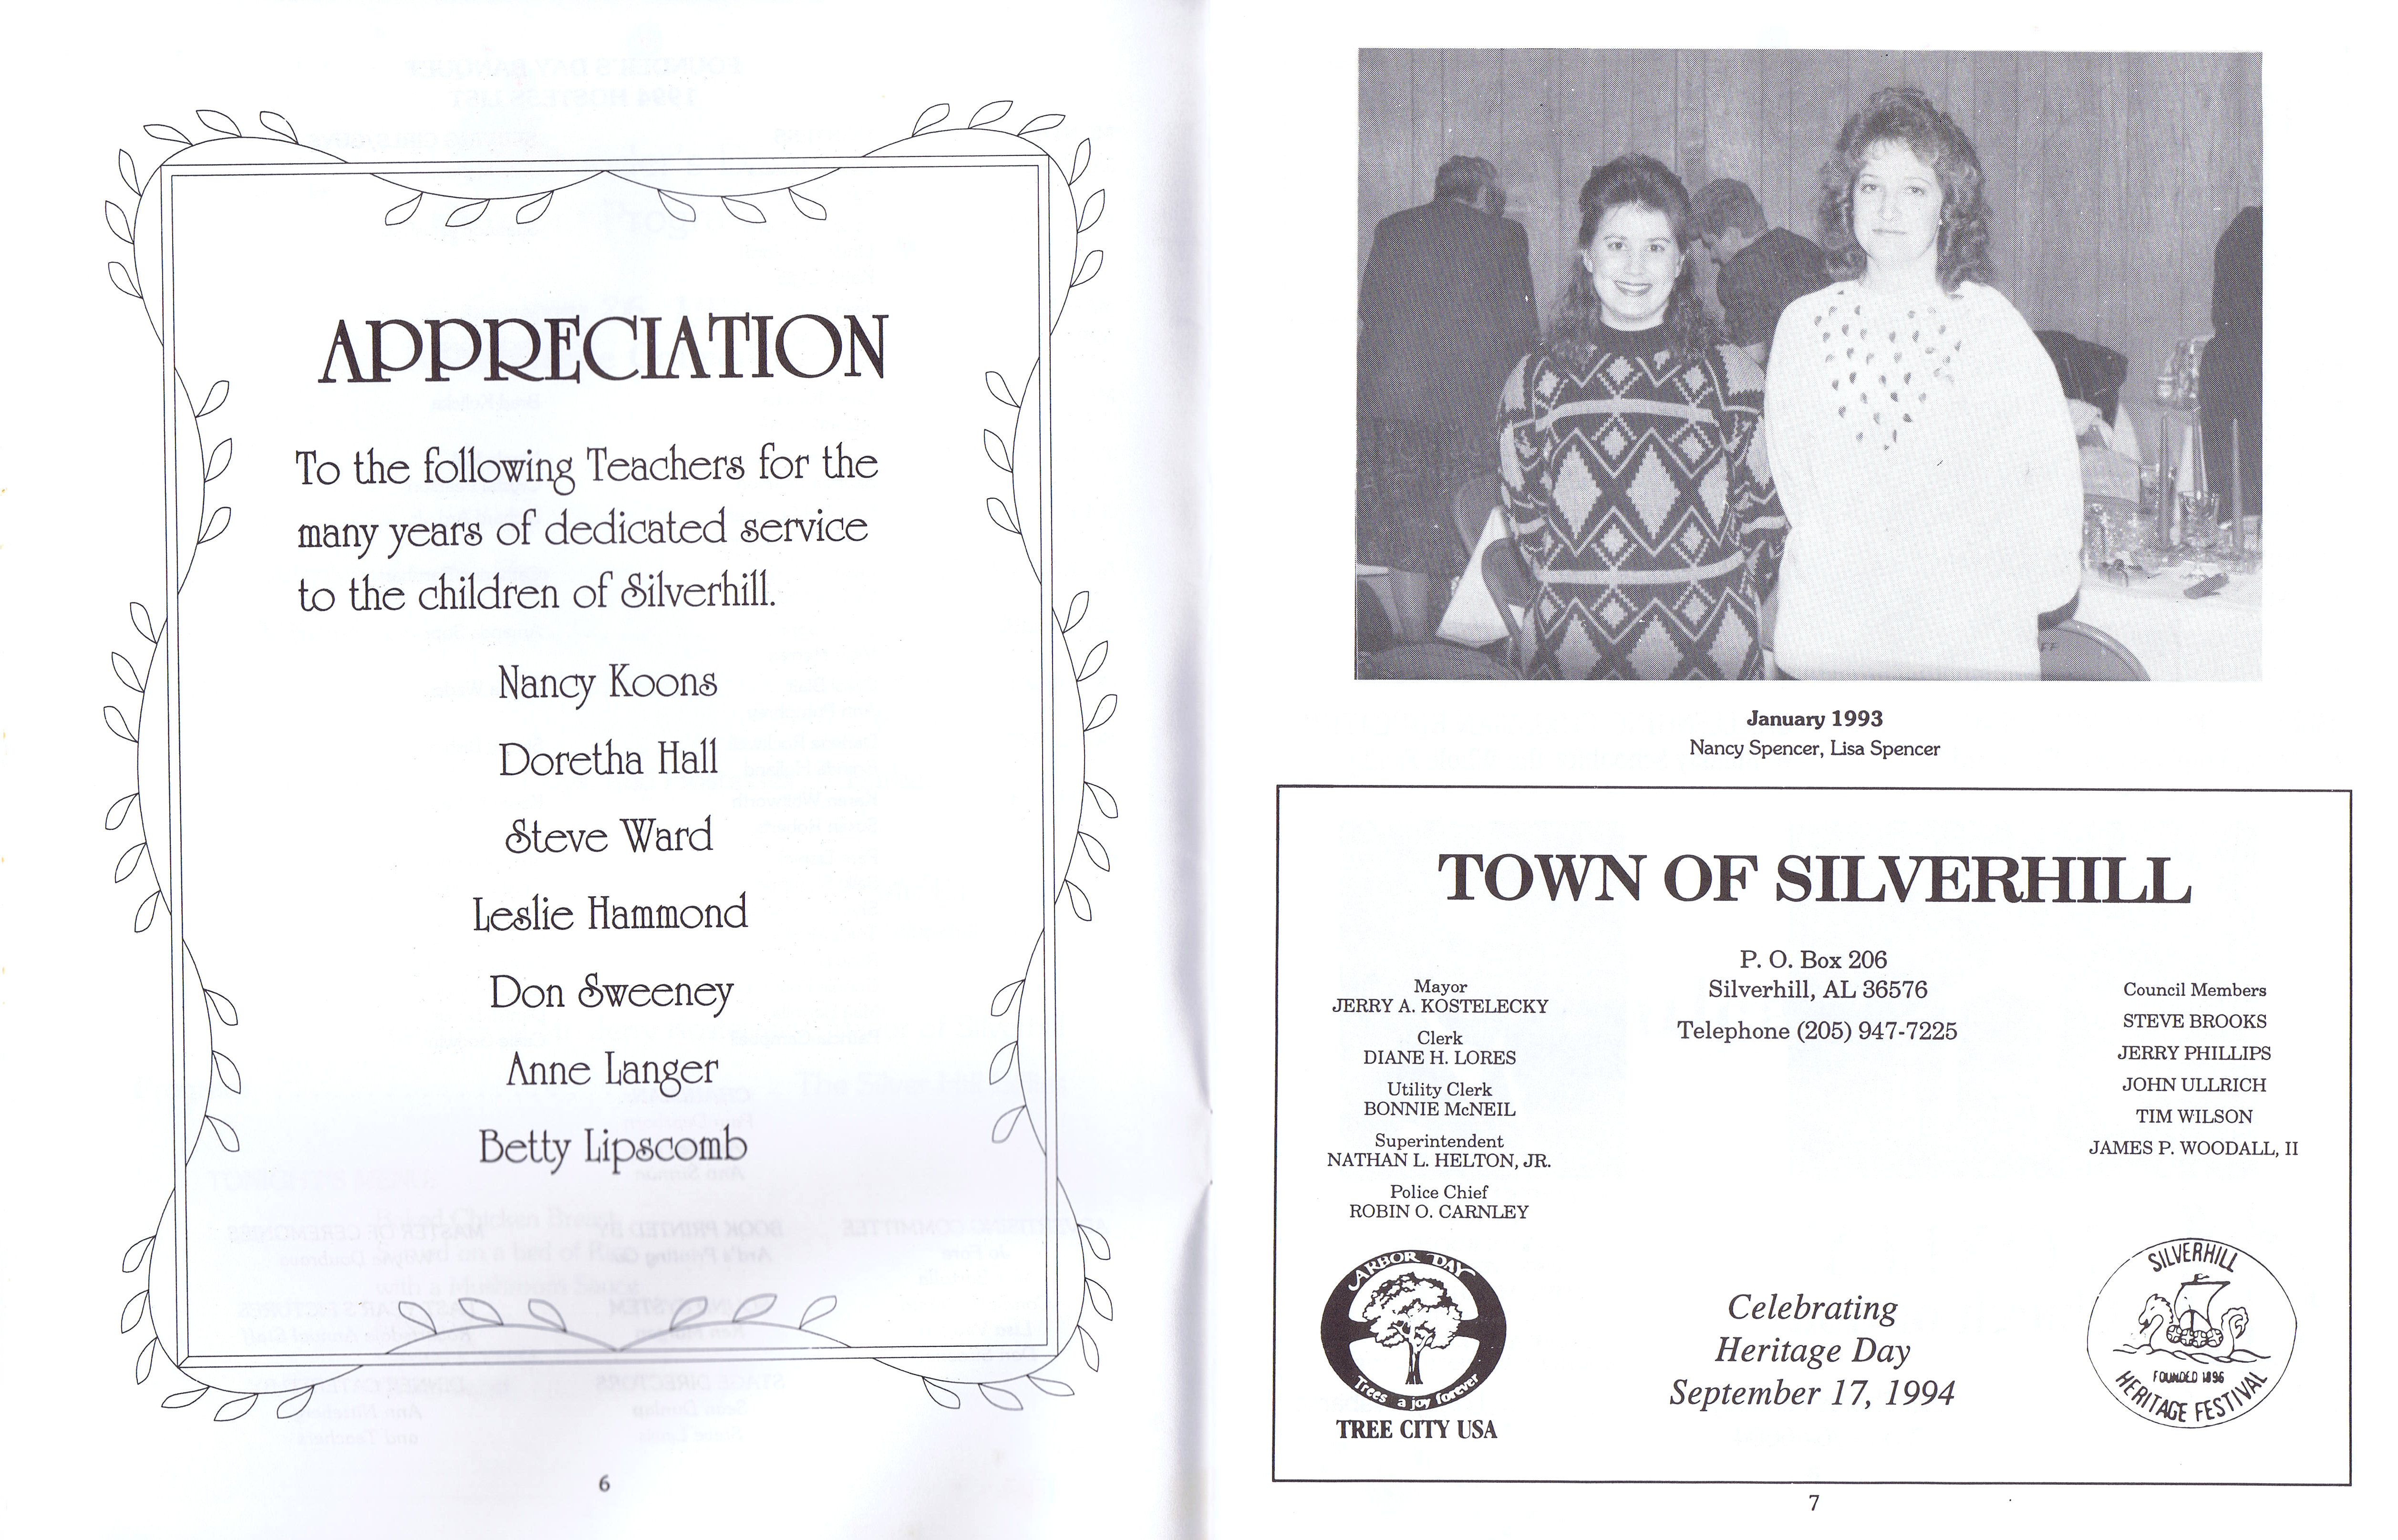 APPRECIATION
To the following Teachers for the
many years of dedicated service
to the children of Silverhill.
Nancy Koons
Doretha Hall
Steve Ward
Leslie Hammond
Don Sweeney
Anne Langer
Betty Lipscomb
6
January 1993
Nancy Spencer, Lisa Spencer
TOWN OF SILVERHILL
P. O. Box 206
Silverhill, AL 36576
Telephone (205) 947-7225
Mayor
JERRY A. KOSTELECKY
Clerk
DIANE H. LORES
Utility Clerk
BONNIE McNEIL
Superintendent
NATHAN L. HELTON, JR.
Police Chief
ROBIN O. CARNLEY
Council Members
STEVE BROOKS
JERRY PHILLIPS
JOHN ULLRICH
TIM WILSON
JAMES P. WOODALL, II
ARBOR DAY
Trees a joy forever
TREE CITY USA
Celebrating
Heritage Day
September 17, 1994
SILVERHILL
FOUNDED 1896
HERITAGE FESTIVAL
7